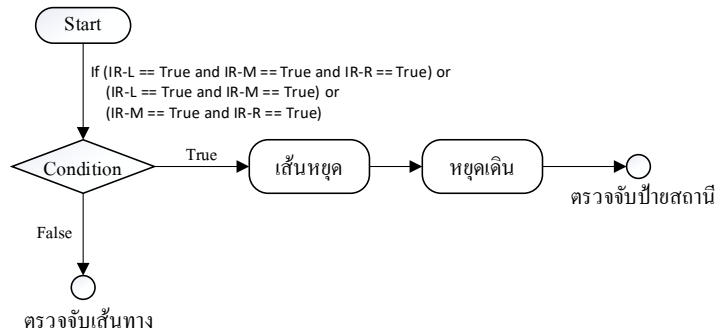 Start
If (IR-L == True and IR-M == True and IR-R == True) or
(IR-L == True and IR-M == True) or
(IR-M == True and IR-R == True)
Condition
True
เส้นหยุด
หยุดเดิน
ตรวจจับป้ายสถานี
False
ตรวจจับเส้นทาง